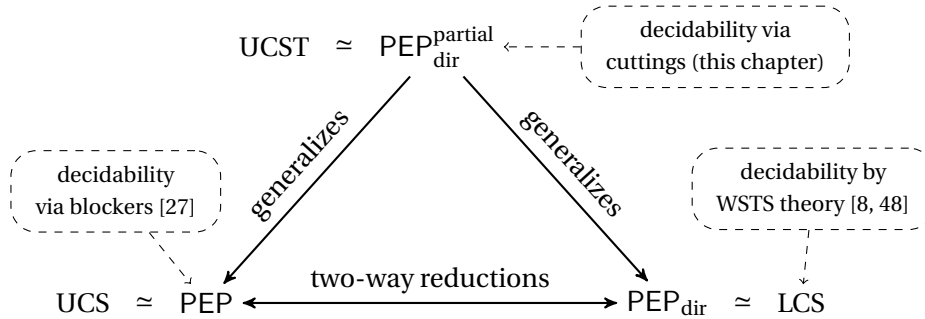 decidability via
cuttings (this chapter)
UCST ≃ PEP^partial_dir
generalizes
generalizes
decidability
via blockers [27]
decidability by
WSTS theory [8, 48]
two-way reductions
UCS ≃ PEP
PEP_dir ≃ LCS